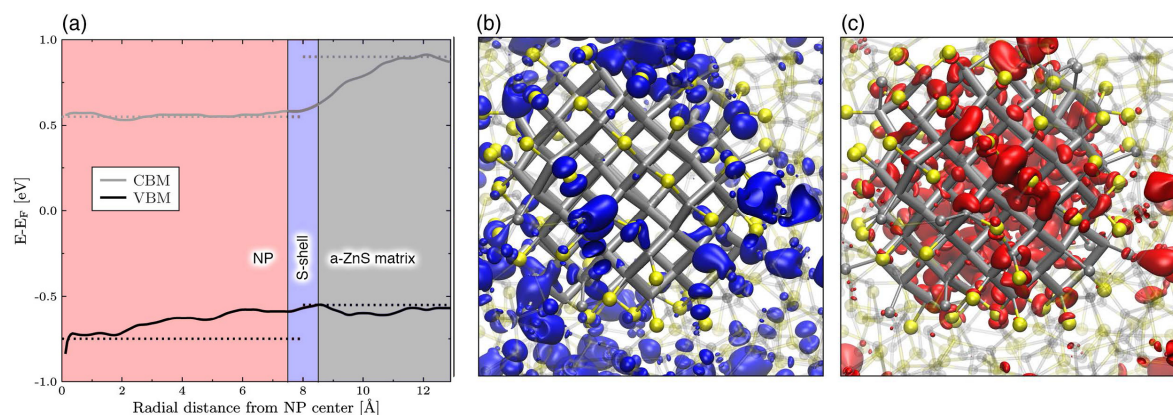 (a)
(b)
(c)
1.0
0.5
0.0
-0.5
-1.0
E-E_F [eV]
CBM
VBM
NP
S-shell
a-ZnS matrix
0
2
4
6
8
10
12
Radial distance from NP center [Å]